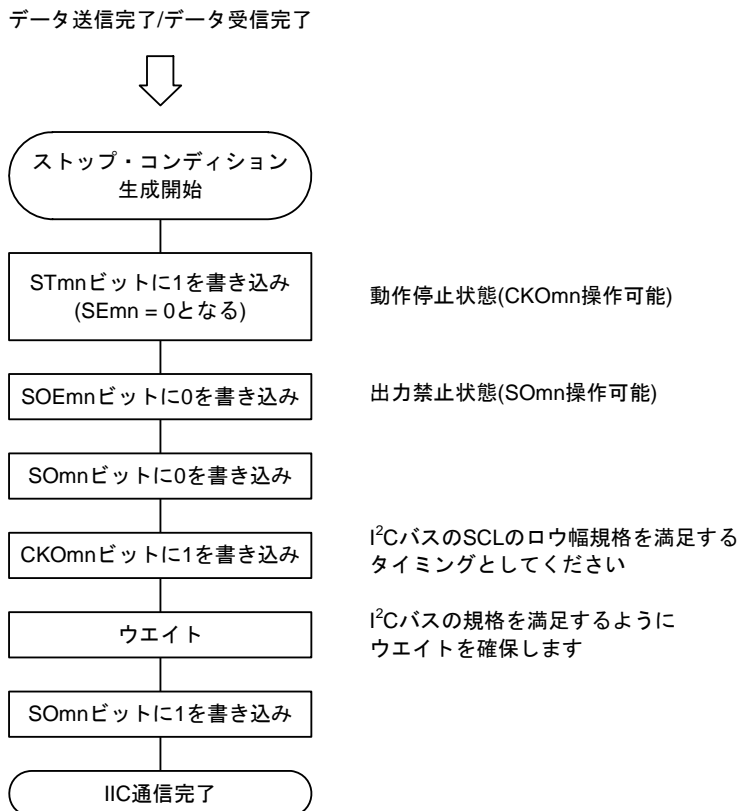 データ送信完了/データ受信完了
ストップ・コンディション
生成開始
STmnビットに1を書き込み
(SEmn = 0となる)
動作停止状態(CKOmn操作可能)
SOEmnビットに0を書き込み
出力禁止状態(SOmn操作可能)
SOmnビットに0を書き込み
CKOmnビットに1を書き込み
I²CバスのSCLのロウ幅規格を満足する
タイミングとしてください
ウエイト
I²Cバスの規格を満足するように
ウエイトを確保します
SOmnビットに1を書き込み
IIC通信完了